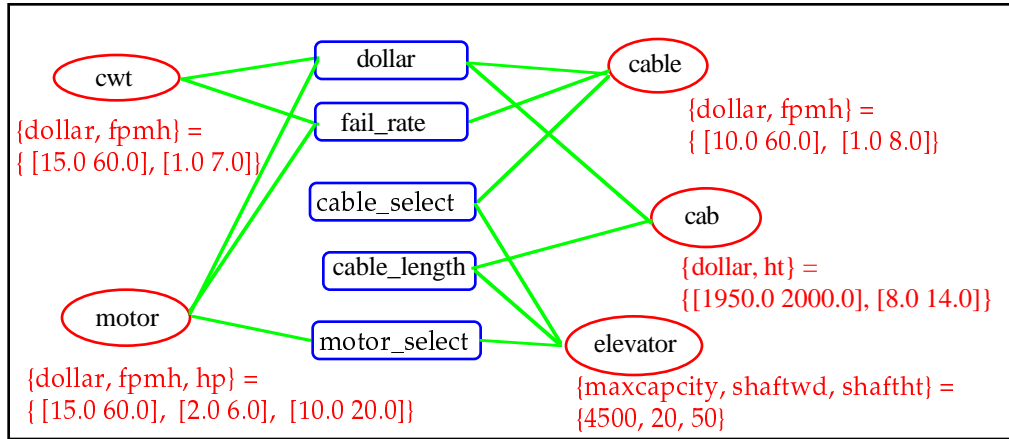 cwt
{dollar, fpmh} =
{ [15.0 60.0], [1.0 7.0]}
motor
{dollar, fpmh, hp} =
{ [15.0 60.0], [2.0 6.0], [10.0 20.0]}
dollar
fail_rate
cable_select
cable_length
motor_select
cable
{dollar, fpmh} =
{ [10.0 60.0], [1.0 8.0]}
cab
{dollar, ht} =
{[1950.0 2000.0], [8.0 14.0]}
elevator
{maxcapcity, shaftwd, shaftht} =
{4500, 20, 50}